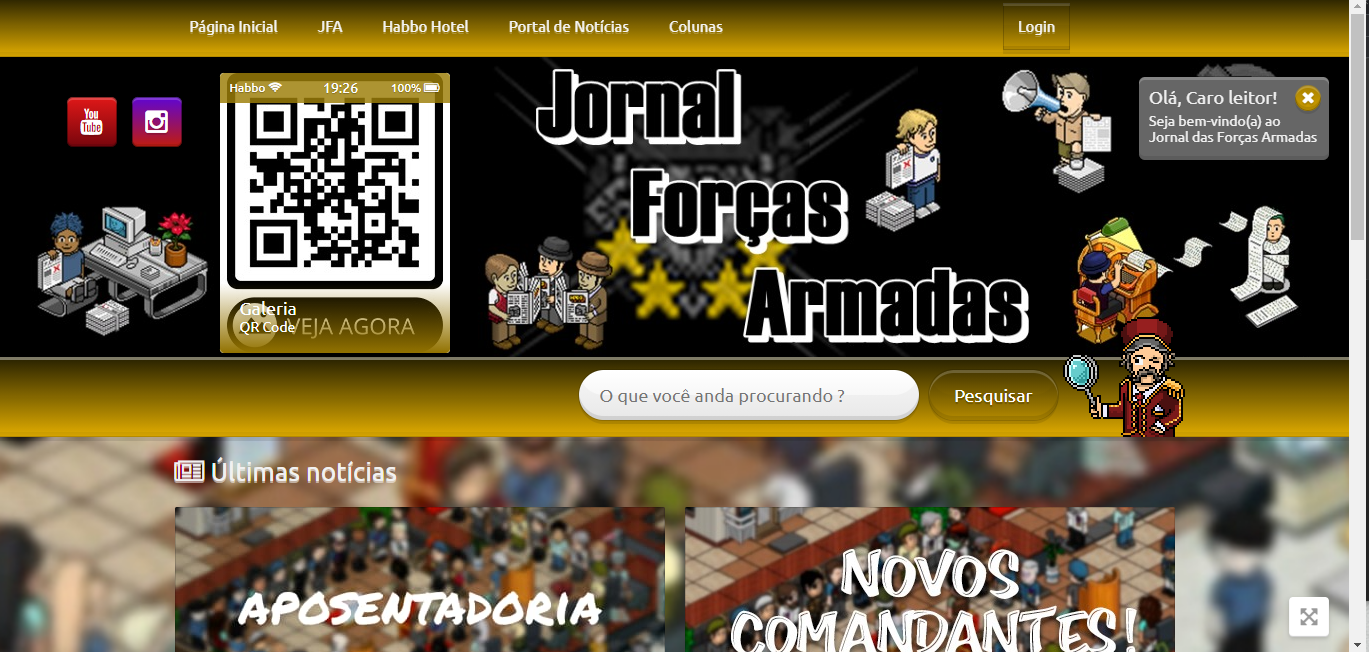 Página Inicial
JFA
Habbo Hotel
Portal de Notícias
Colunas
Login
You
Tube
Habbo 19:26 100%
Galeria
QR Code
VEJA AGORA
Jornal
Forças
Armadas
Olá, Caro leitor!
Seja bem-vindo(a) ao
Jornal das Forças Armadas
O que você anda procurando ?
Pesquisar
Últimas notícias
APOSENTADORIA
NOVOS
COMANDANTES!